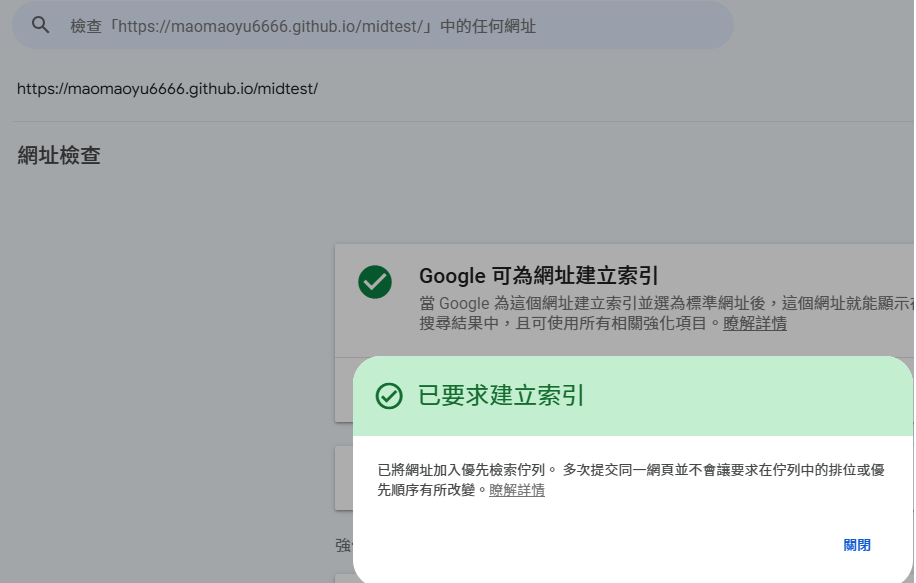 檢查「https://maomaoyu6666.github.io/midtest/」中的任何網址
https://maomaoyu6666.github.io/midtest/
網址檢查
Google 可為網址建立索引
當 Google 為這個網址建立索引並選為標準網址後，這個網址就能顯示在
搜尋結果中，且可使用所有相關強化項目。瞭解詳情
已要求建立索引
已將網址加入優先檢索佇列。 多次提交同一網頁並不會讓要求在佇列中的排位或優
先順序有所改變。瞭解詳情
關閉
強